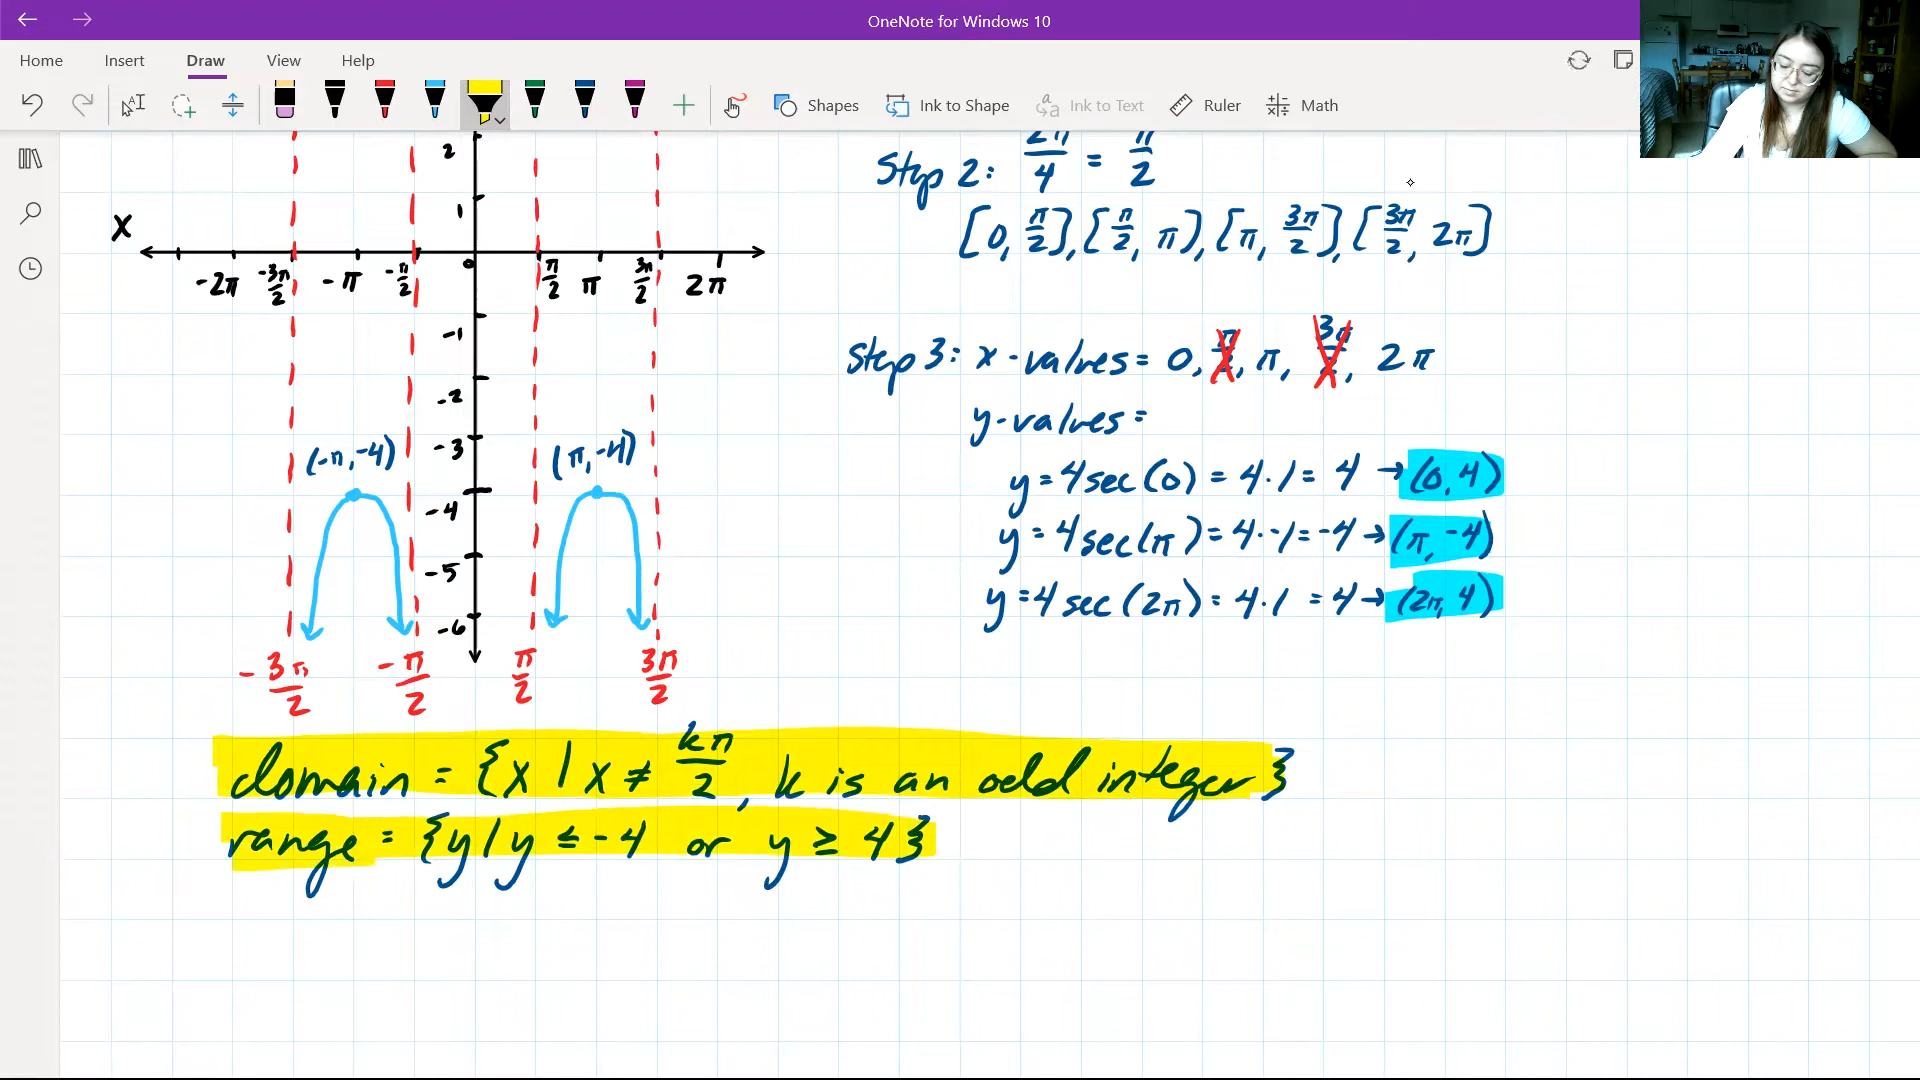 OneNote for Windows 10
Home Insert Draw View Help
Shapes Ink to Shape Ink to Text Ruler Math
Step 2: 2π/4 = π/2
[0, π/2], [π/2, π), [π, 3π/2], [3π/2, 2π]
Step 3: x-values = 0, π/2, π, 3π/2, 2π
y-values =
y = 4sec(0) = 4·1 = 4 → (0, 4)
y = 4sec(π) = 4·-1 = -4 → (π, -4)
y = 4sec(2π) = 4·1 = 4 → (2π, 4)
2
1
X
-2π -3π/2 -π -π/2 0 π/2 π 3π/2 2π
-1
-2
-3
(-π, -4) (π, -4)
-4
-5
-6
-3π/2 -π/2 π/2 3π/2
domain = {x | x ≠ kπ/2, k is an odd integer}
range = {y | y ≤ -4 or y ≥ 4}